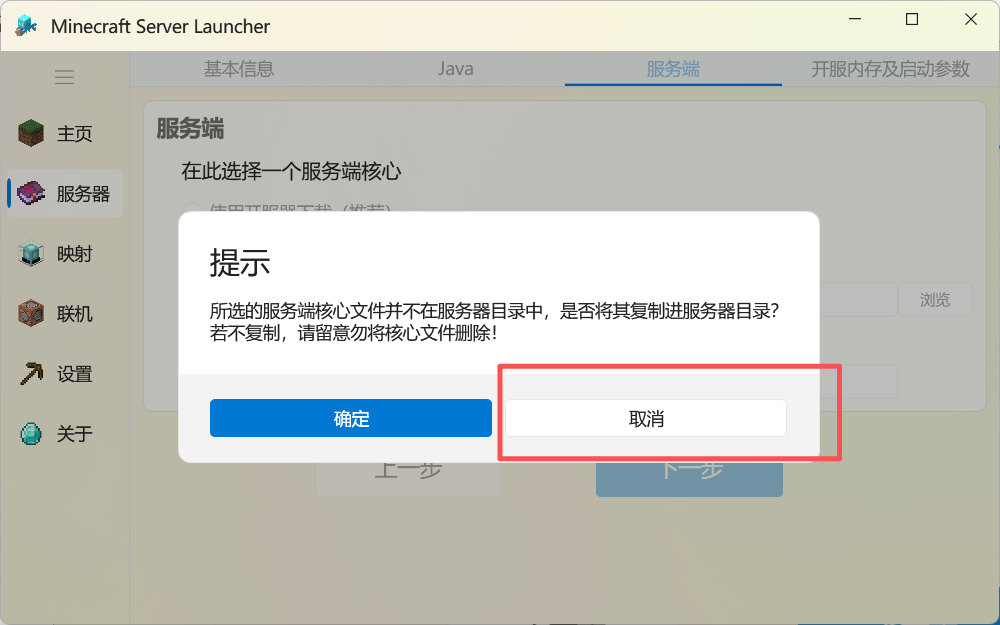 Minecraft Server Launcher
基本信息
Java
服务端
开服内存及启动参数
主页
服务器
映射
联机
设置
关于
服务端
在此选择一个服务端核心
使用开服器下载（推荐）
浏览
提示
所选的服务端核心文件并不在服务器目录中，是否将其复制进服务器目录？
若不复制，请留意勿将核心文件删除！
确定
取消
上一步
下一步